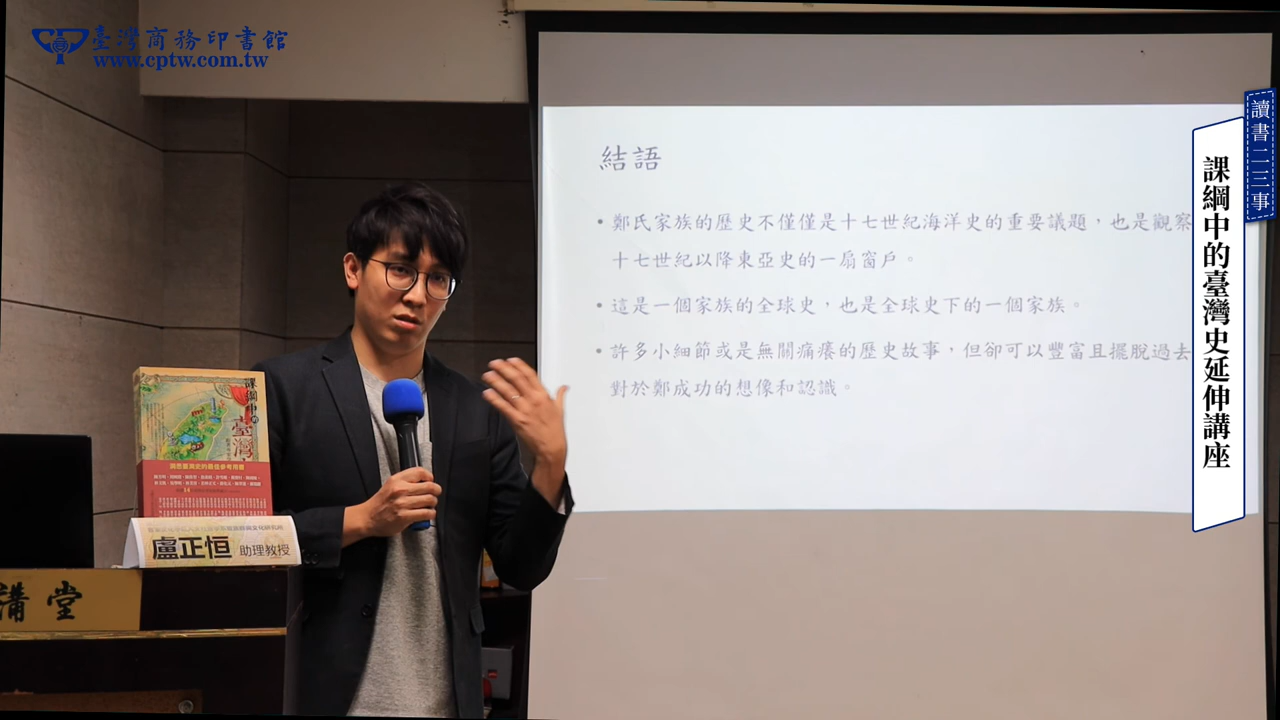 臺灣商務印書館
www.cptw.com.tw
讀書二三事
課綱中的臺灣史延伸講座
結語
• 鄭氏家族的歷史不僅僅是十七世紀海洋史的重要議題，也是觀察
十七世紀以降東亞史的一扇窗戶。
• 這是一個家族的全球史，也是全球史下的一個家族。
• 許多小細節或是無關痛癢的歷史故事，但卻可以豐富且擺脫過去
對於鄭成功的想像和認識。
課綱中的
臺灣
盧正恒 助理教授
講堂